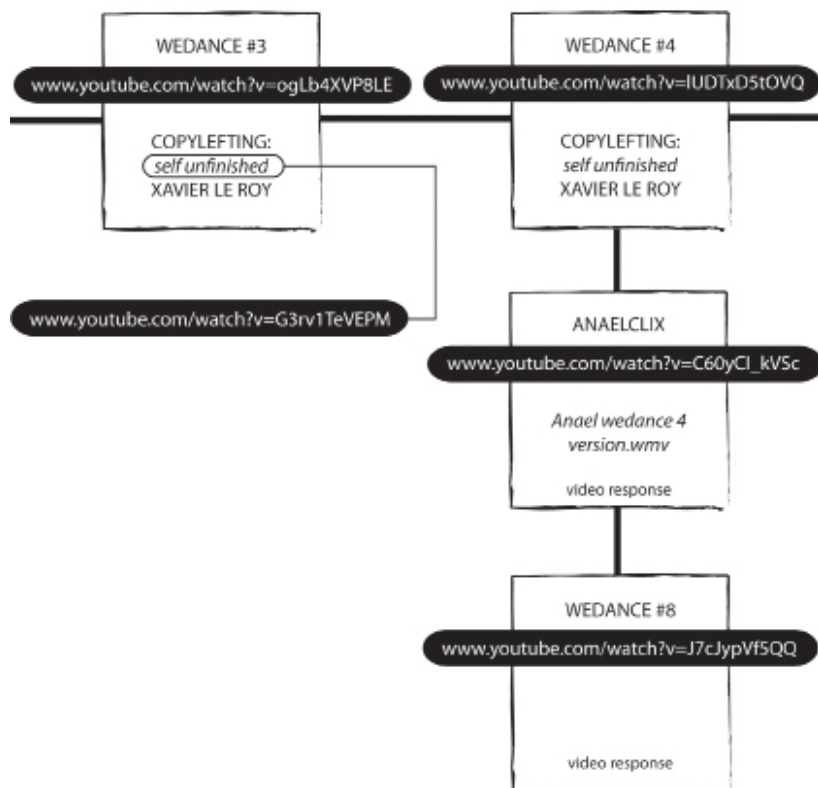 WEDANCE #3
www.youtube.com/watch?v=ogLb4XVP8LE
COPYLEFTING:
self unfinished
XAVIER LE ROY
www.youtube.com/watch?v=G3rv1TeVEPM
WEDANCE #4
www.youtube.com/watch?v=lUDTxD5tOVQ
COPYLEFTING:
self unfinished
XAVIER LE ROY
ANAELCLIX
www.youtube.com/watch?v=C60yCl_kVSc
Anael wedance 4
version.wmv
video response
WEDANCE #8
www.youtube.com/watch?v=J7cJypVf5QQ
video response